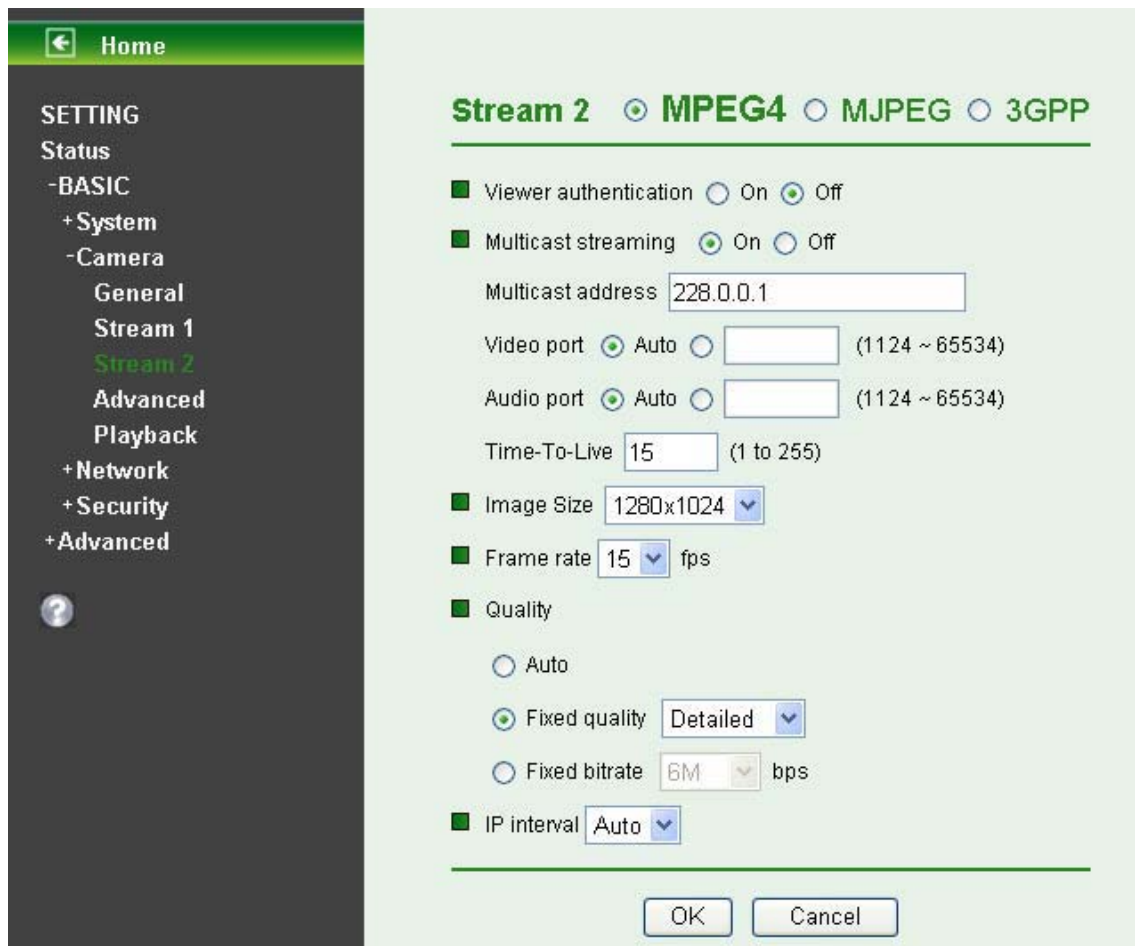 Home
SETTING
Status
-BASIC
+System
-Camera
General
Stream 1
Stream 2
Advanced
Playback
+Network
+Security
+Advanced
?
Stream 2 MPEG4 MJPEG 3GPP
Viewer authentication On Off
Multicast streaming On Off
Multicast address 228.0.0.1
Video port Auto (1124 ~ 65534)
Audio port Auto (1124 ~ 65534)
Time-To-Live 15 (1 to 255)
Image Size 1280x1024
Frame rate 15 fps
Quality
Auto
Fixed quality Detailed
Fixed bitrate 6M bps
IP interval Auto
OK Cancel